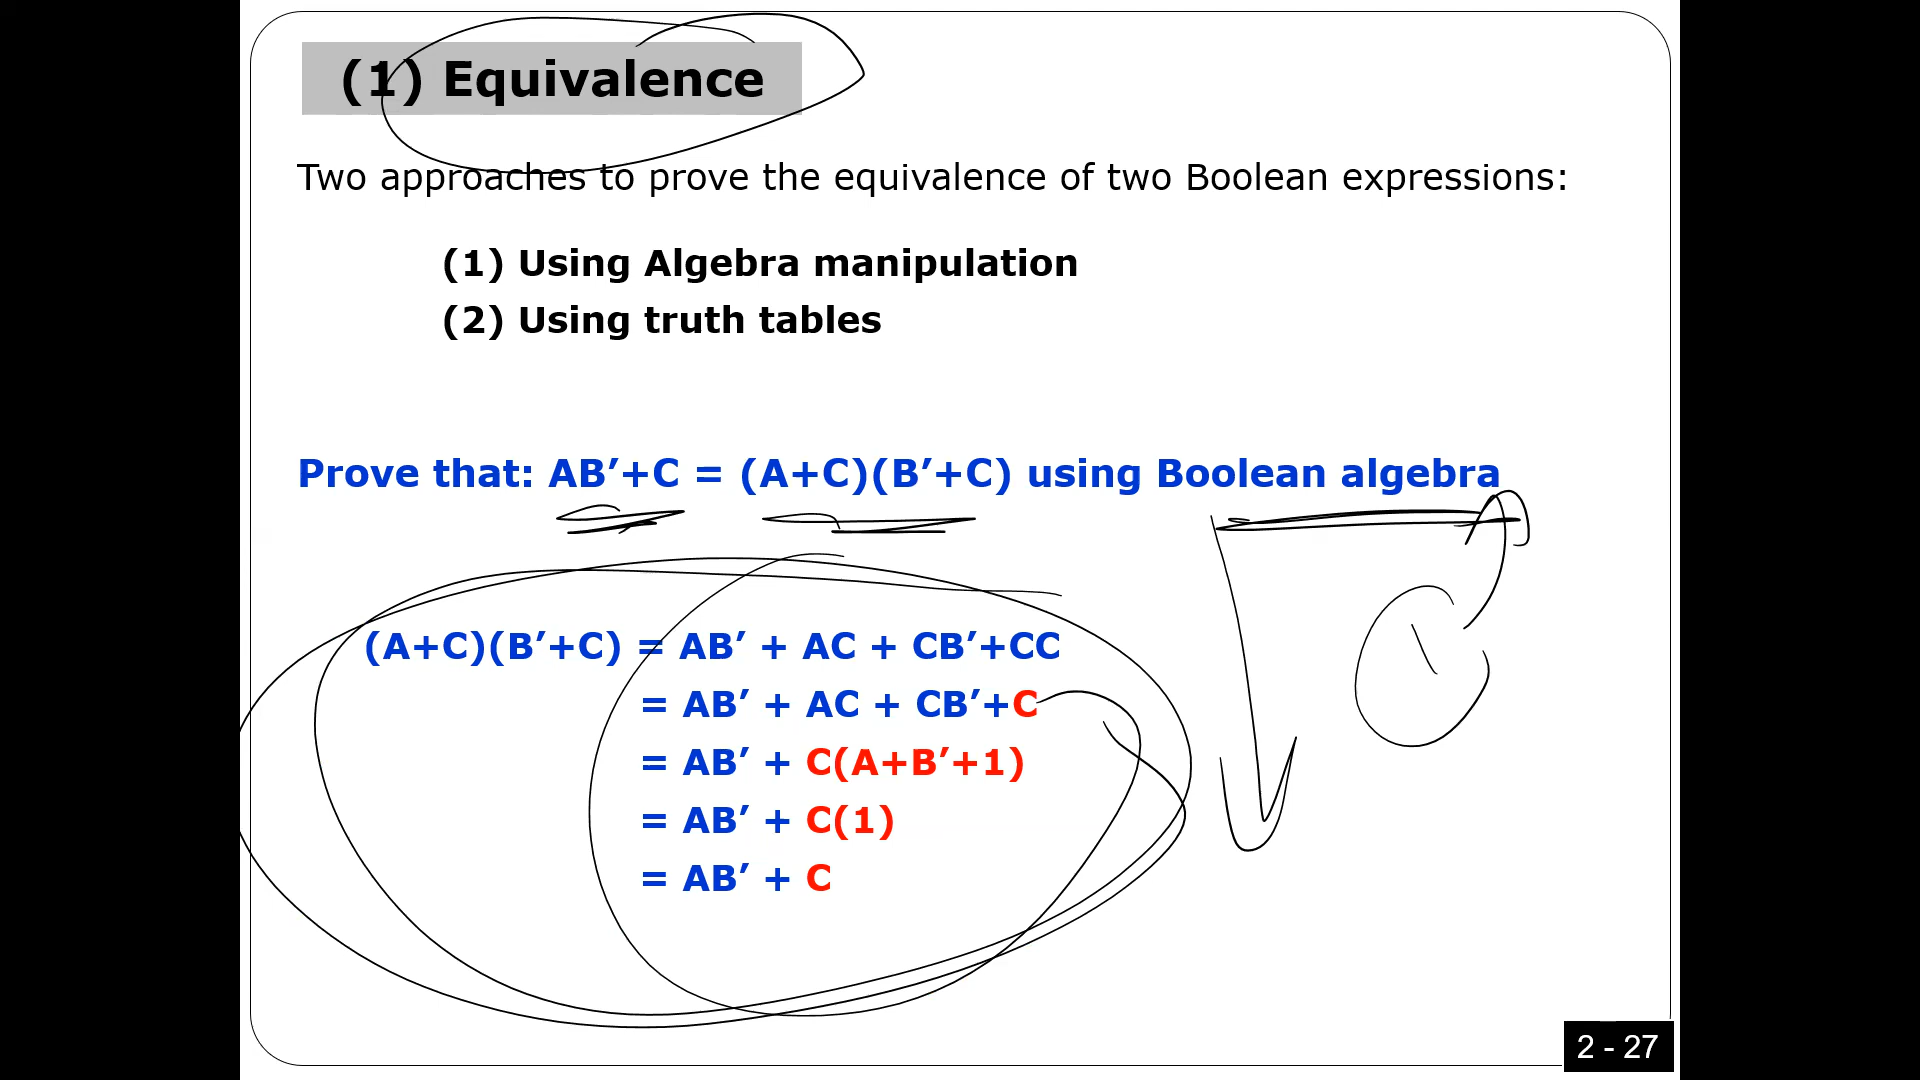 (1) Equivalence
Two approaches to prove the equivalence of two Boolean expressions:
(1) Using Algebra manipulation
(2) Using truth tables
Prove that: AB’+C = (A+C)(B’+C) using Boolean algebra
(A+C)(B’+C) = AB’ + AC + CB’+CC
= AB’ + AC + CB’+C
= AB’ + C(A+B’+1)
= AB’ + C(1)
= AB’ + C
2 - 27